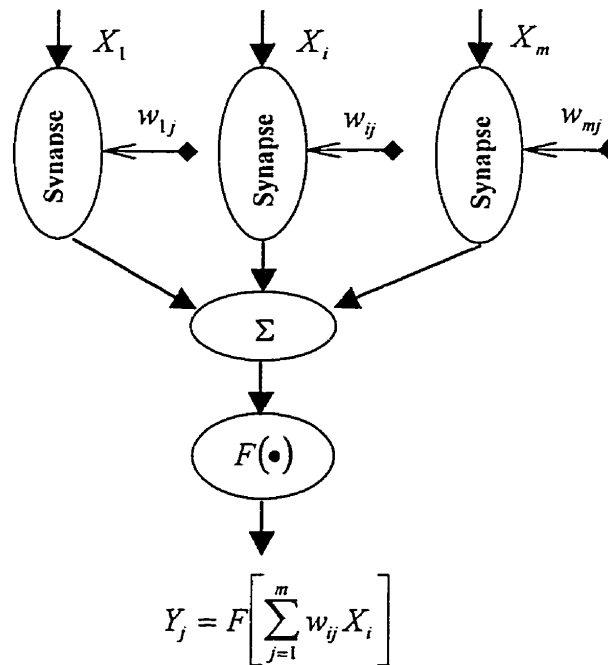 X₁ Xᵢ Xₘ
w₁ⱼ wᵢⱼ wₘⱼ
Synapse Synapse Synapse
Σ
F(•)
Yⱼ = F[∑_{j=1}^{m} wᵢⱼ Xᵢ]